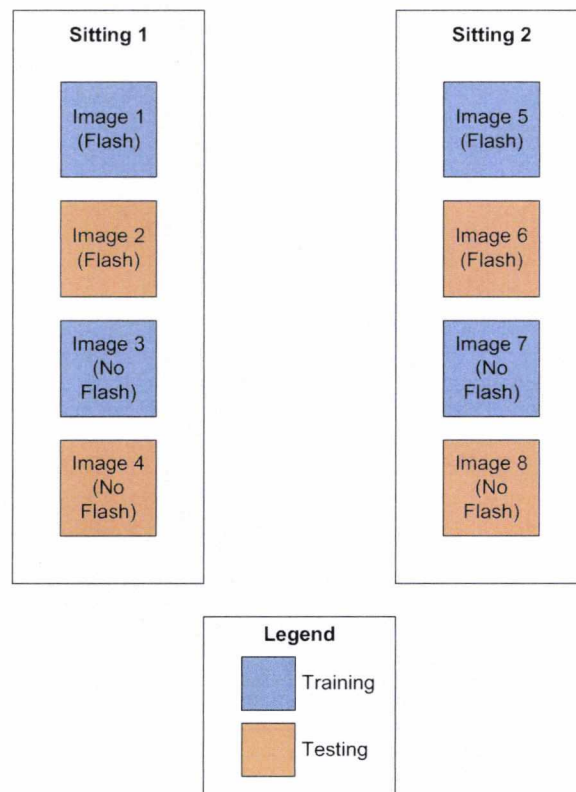 Sitting 1
Image 1
(Flash)
Image 2
(Flash)
Image 3
(No
Flash)
Image 4
(No
Flash)
Sitting 2
Image 5
(Flash)
Image 6
(Flash)
Image 7
(No
Flash)
Image 8
(No
Flash)
Legend
Training
Testing